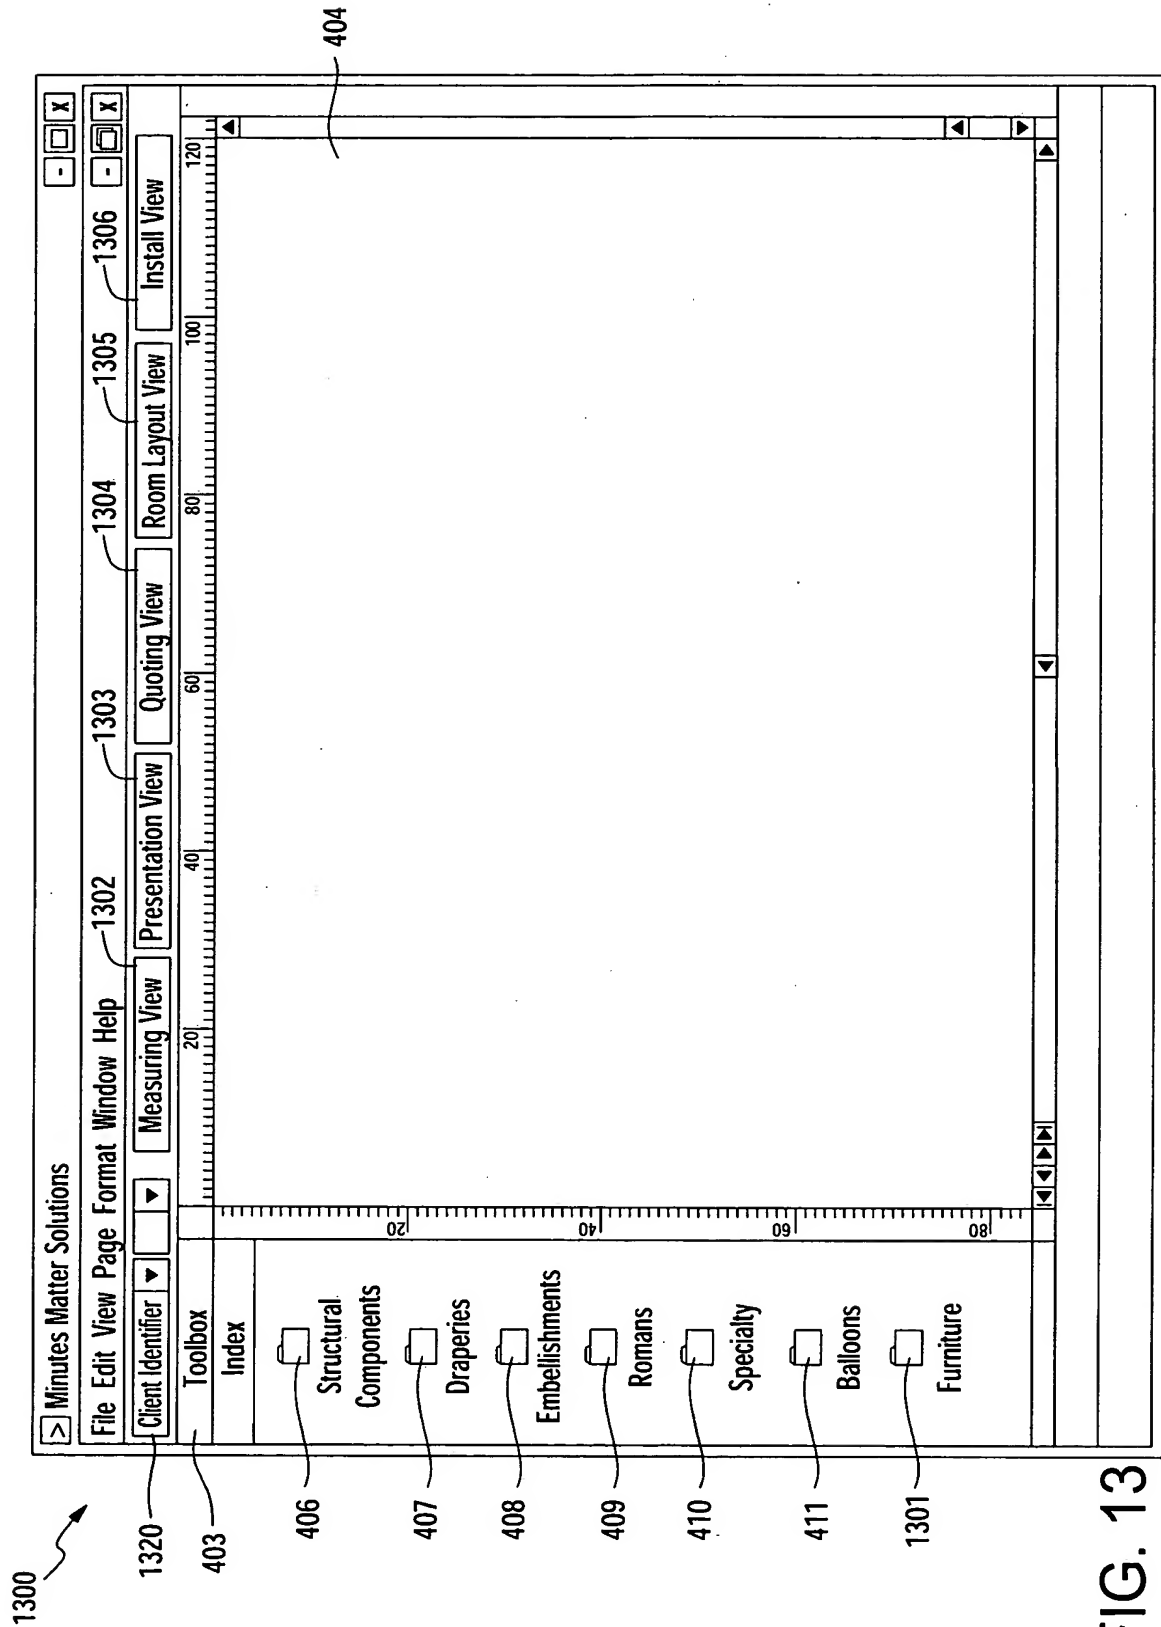 1300
> Minutes Matter Solutions
- X
File Edit View Page Format Window Help
- X
1302
1303
1304
1305
1306
1320
Client Identifier
Measuring View
Presentation View
Quoting View
Room Layout View
Install View
403
Toolbox
20 40 60 80 100 120
Index
404
406
Structural
Components
407
Draperies
408
Embellishments
409
Romans
410
Specialty
411
Balloons
1301
Furniture
20
40
60
80
FIG. 13